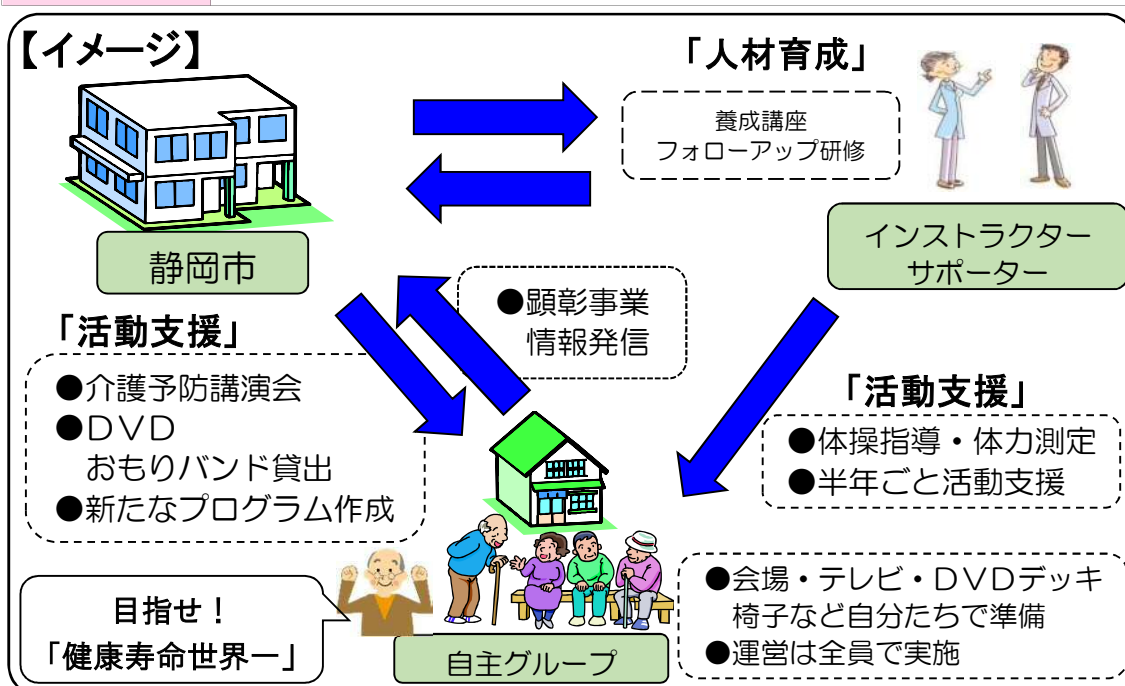 【イメージ】
「人材育成」
養成講座
フォローアップ研修
静岡市
インストラクター
サポーター
●顕彰事業
情報発信
「活動支援」
●介護予防講演会
●ＤＶＤ
おもりバンド貸出
●新たなプログラム作成
「活動支援」
●体操指導・体力測定
●半年ごと活動支援
●会場・テレビ・ＤＶＤデッキ
椅子など自分たちで準備
●運営は全員で実施
目指せ！
「健康寿命世界一」
自主グループ